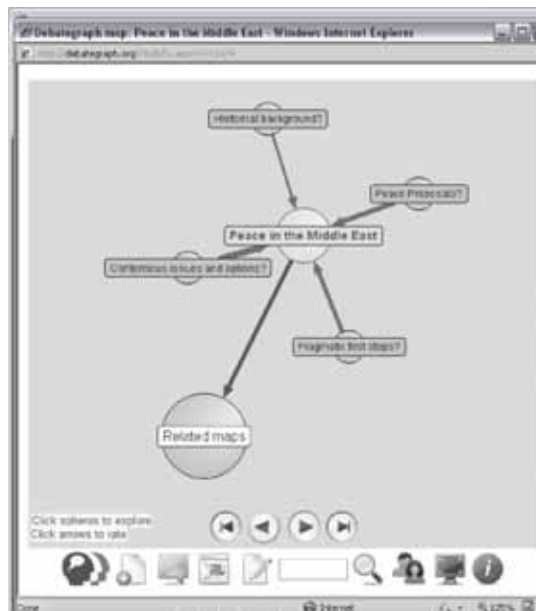 Debategraph map: Peace in the Middle East - Windows Internet Explorer
debategraph.org
Historical background?
Peace Proposals?
Peace in the Middle East
Contentious issues and options?
Pragmatic first steps?
Related maps
Click spheres to explore
Click arrows to rate
Done
Internet
125%